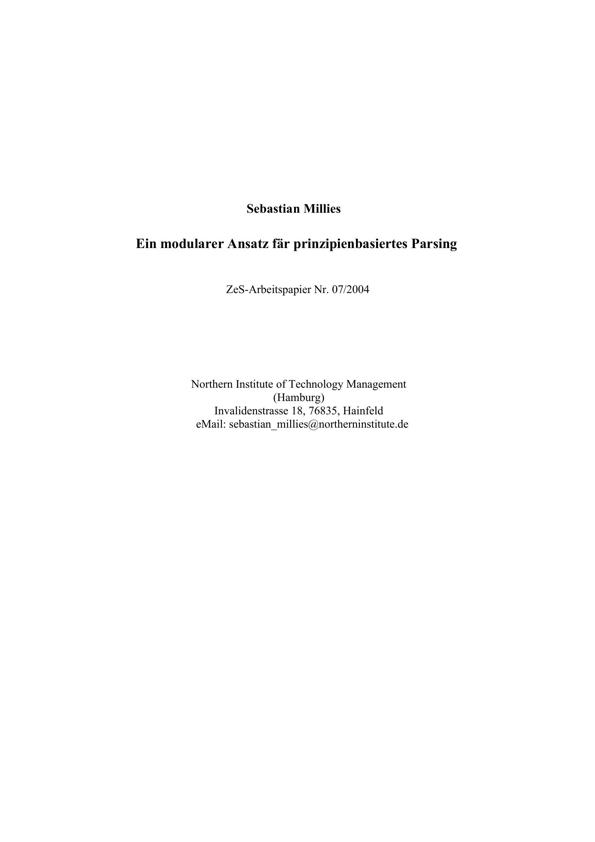 Sebastian Millies
Ein modularer Ansatz fär prinzipienbasiertes Parsing
ZeS-Arbeitspapier Nr. 07/2004
Northern Institute of Technology Management
(Hamburg)
Invalidenstrasse 18, 76835, Hainfeld
eMail: sebastian_millies@northerninstitute.de